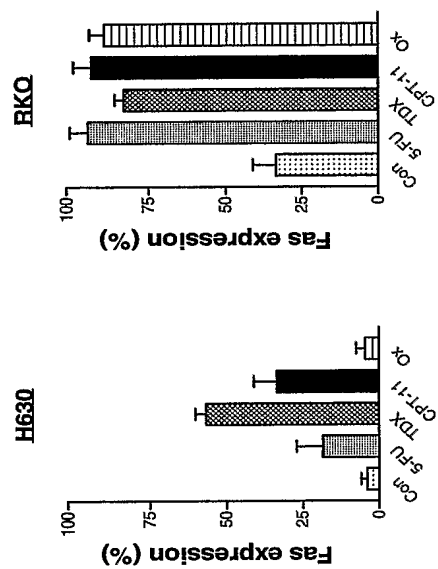 H630
Fas expression (%)
100
75
50
25
0
Con
5-FU
TDX
CPT-11
Ox
RKO
Fas expression (%)
100
75
50
25
0
Con
5-FU
TDX
CPT-11
Ox